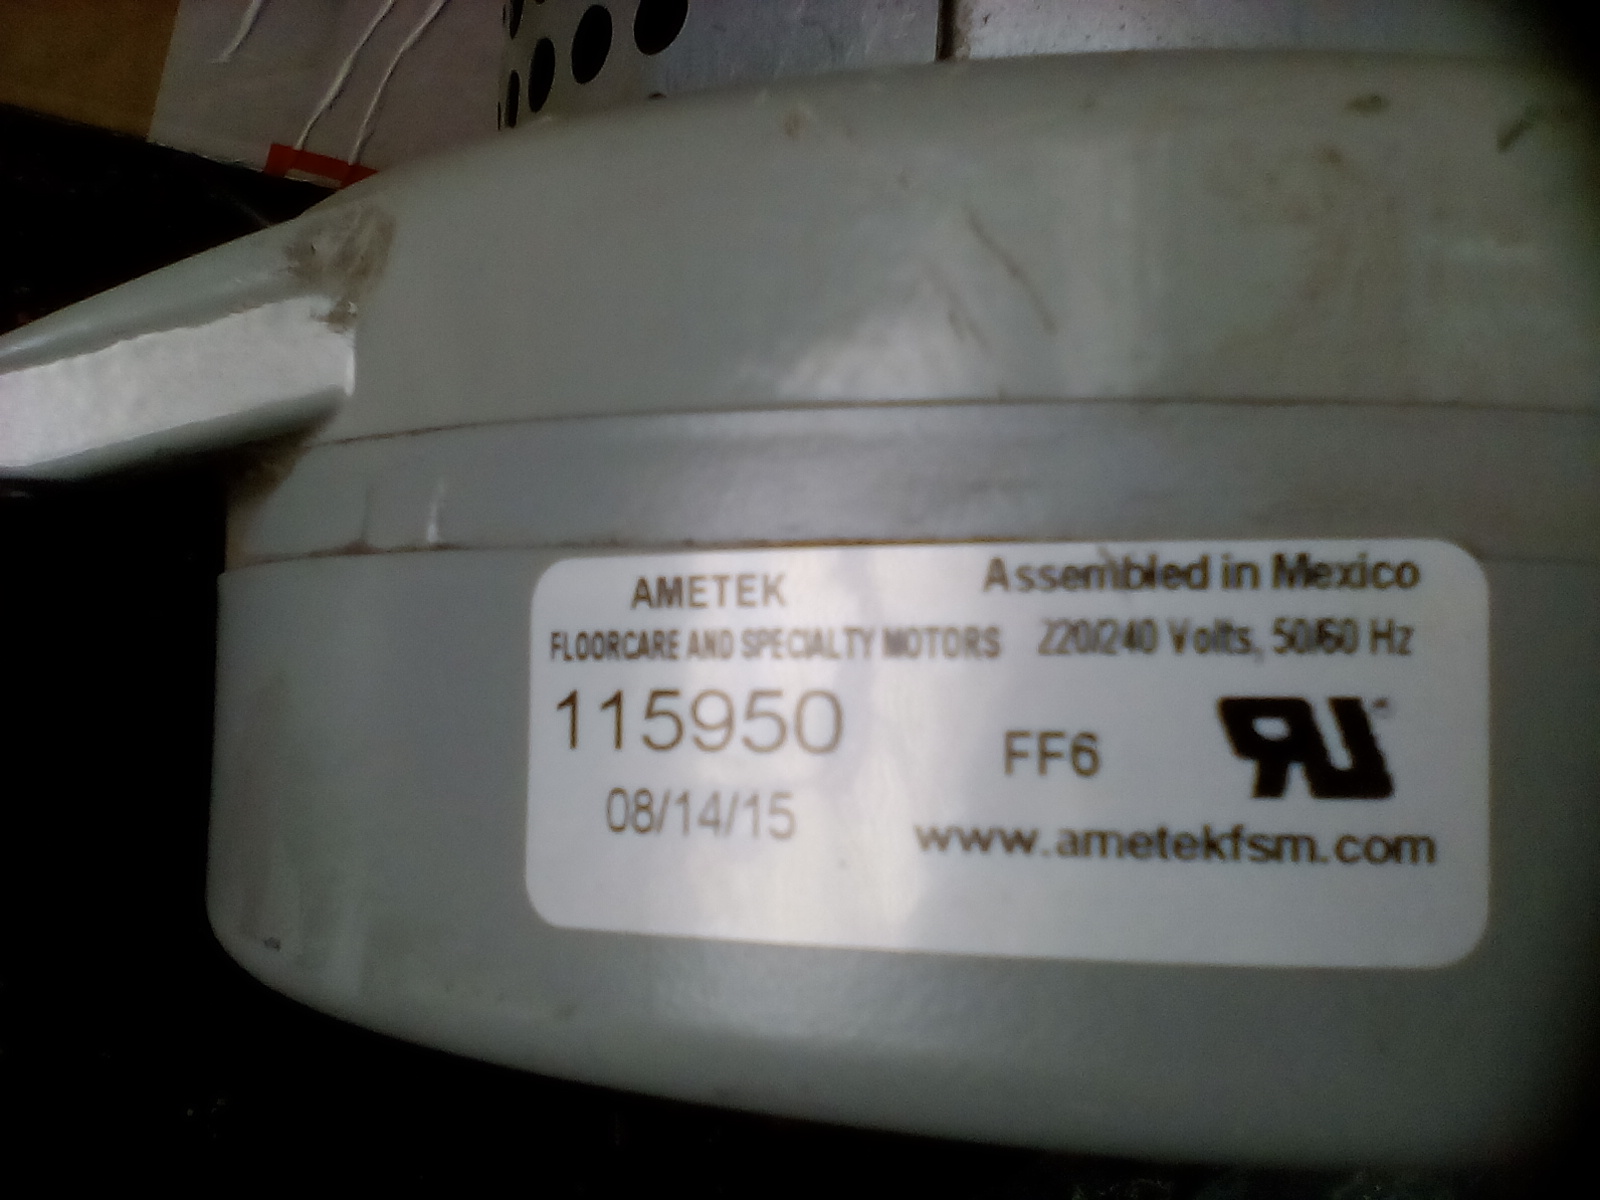 AMETEK
Assembled in Mexico
FLOORCARE AND SPECIALTY MOTORS
220/240 Volts, 50/60 Hz
115950
FF6
08/14/15
www.ametekfsm.com